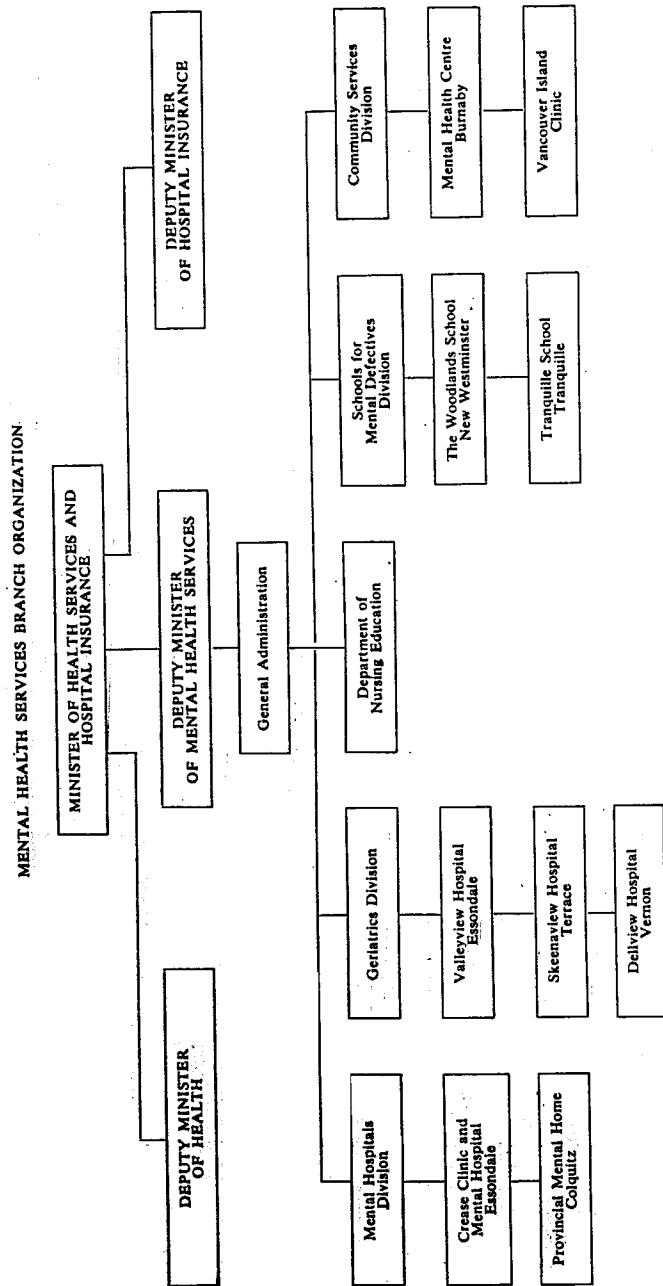 MENTAL HEALTH SERVICES BRANCH ORGANIZATION
MINISTER OF HEALTH SERVICES AND
HOSPITAL INSURANCE
DEPUTY MINISTER
OF HEALTH
DEPUTY MINISTER
OF MENTAL HEALTH SERVICES
DEPUTY MINISTER
OF HOSPITAL INSURANCE
General Administration
Mental Hospitals
Division
Crease Clinic and
Mental Hospital
Essondale
Provincial Mental Home
Colquitz
Geriatrics Division
Valleyview Hospital
Essondale
Skeenaview Hospital
Terrace
Dellview Hospital
Vernon
Department of
Nursing Education
Schools for
Mental Defectives
Division
The Woodlands School
New Westminster
Tranquille School
Tranquille
Community Services
Division
Mental Health Centre
Burnaby
Vancouver Island
Clinic